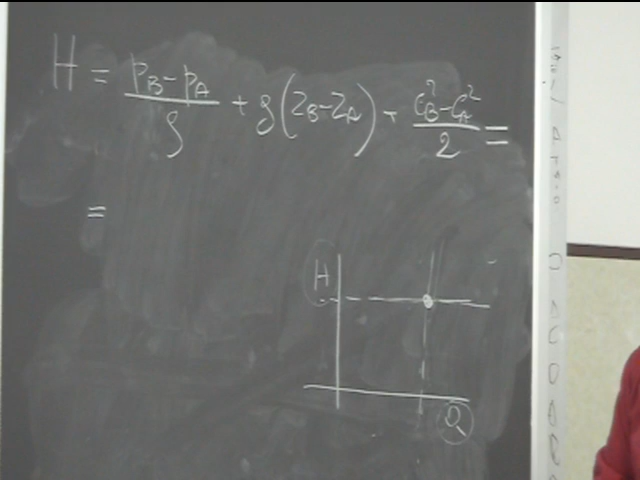 H = (p_B - p_A)/ρ + g(z_B - z_A) + (c_B² - c_A²)/2 =
=
H
Q